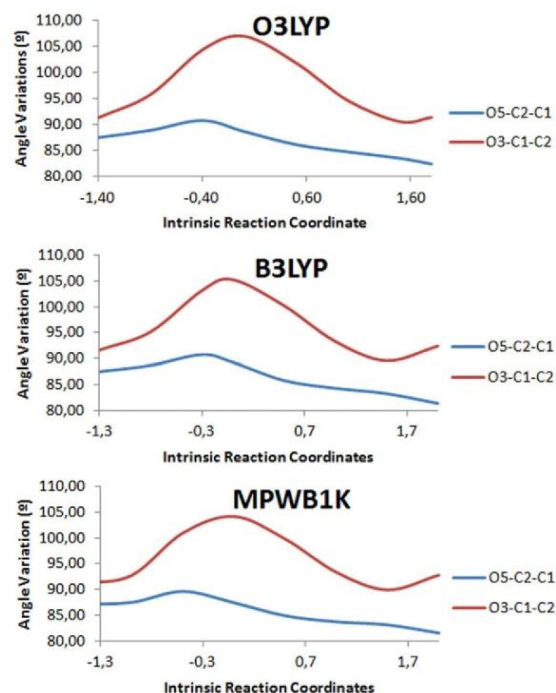 O3LYP
Angle Variations (º)
110,00
105,00
100,00
95,00
90,00
85,00
80,00
-1,40 -0,40 0,60 1,60
Intrinsic Reaction Coordinate
O5-C2-C1
O3-C1-C2
B3LYP
Angle Variation (º)
110,00
105,00
100,00
95,00
90,00
85,00
80,00
-1,3 -0,3 0,7 1,7
Intrinsic Reaction Coordinates
O5-C2-C1
O3-C1-C2
MPWB1K
Angle Variation (º)
110,00
105,00
100,00
95,00
90,00
85,00
80,00
-1,3 -0,3 0,7 1,7
Intrinsic Reaction Coordinates
O5-C2-C1
O3-C1-C2